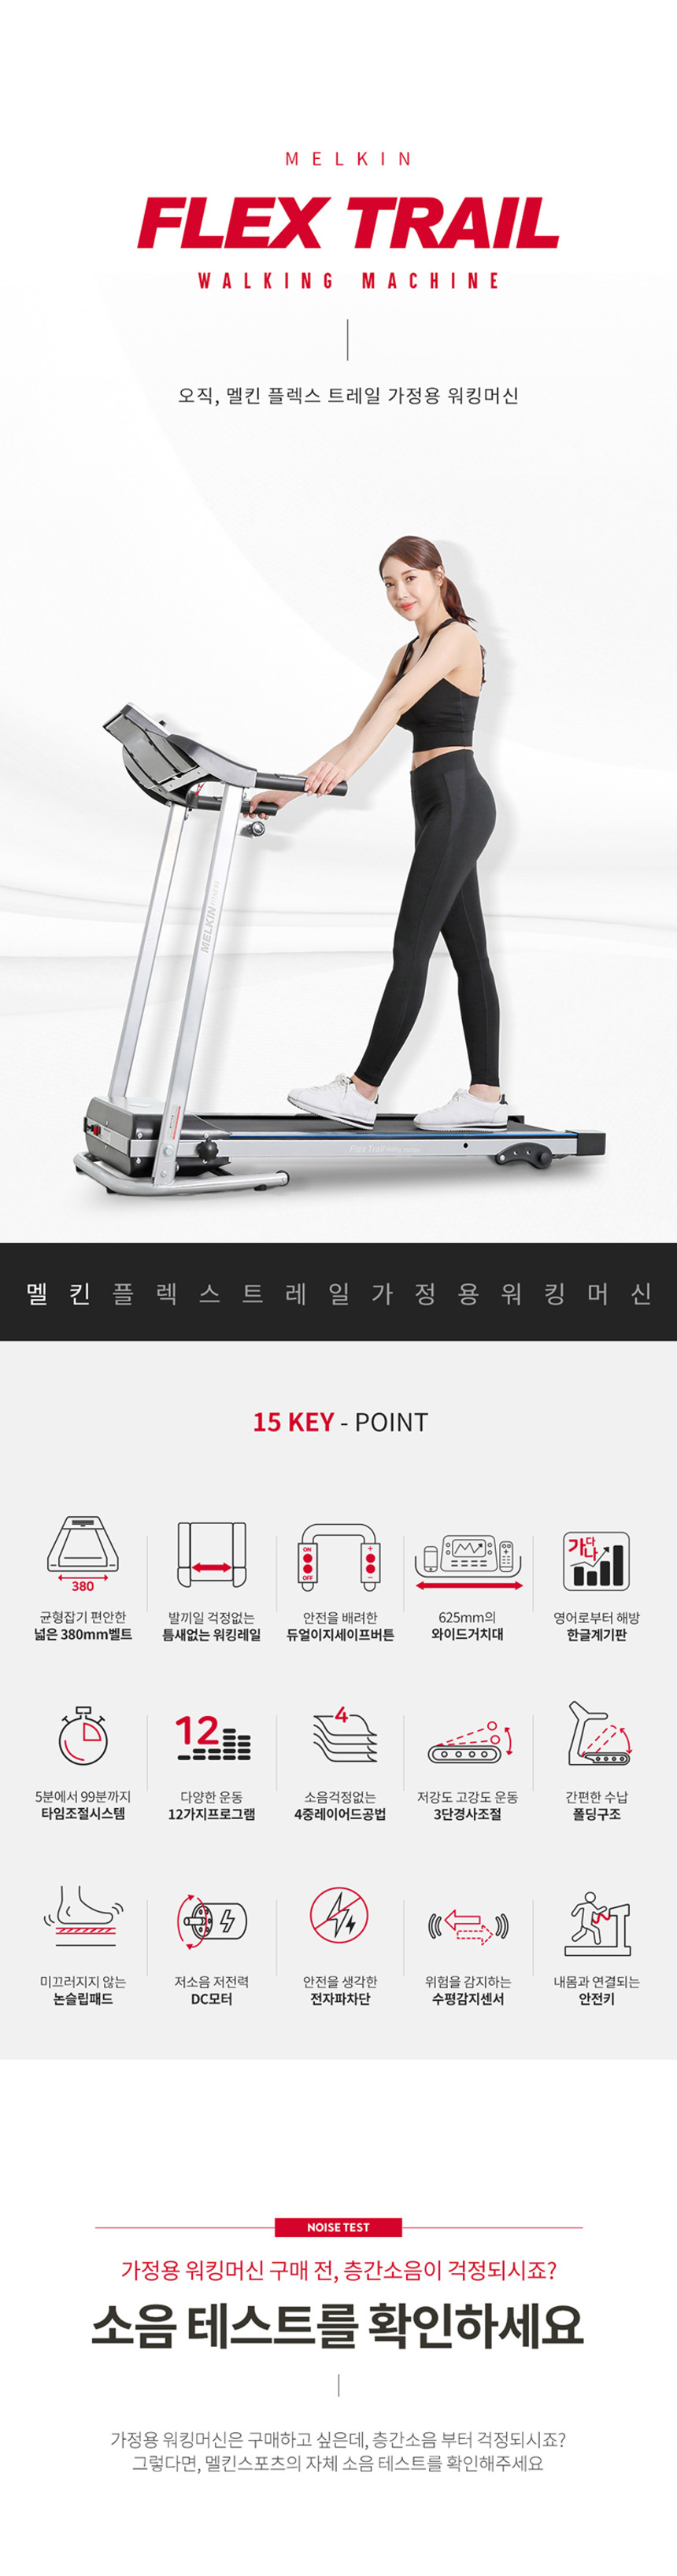 MELKIN
FLEX TRAIL
WALKING MACHINE
오직, 멜킨 플렉스 트레일 가정용 워킹머신
MELKIN
Flex Trail
멜킨플렉스트레일가정용워킹머신
15 KEY - POINT
380
균형잡기 편안한
넓은 380mm벨트
발끼일 걱정없는
틈새없는 워킹레일
ON
OFF
+
-
안전을 배려한
듀얼이지세이프버튼
625mm의
와이드거치대
가나다
영어로부터 해방
한글계기판
5분에서 99분까지
타임조절시스템
12
다양한 운동
12가지프로그램
4
소음걱정없는
4중레이어드공법
저강도 고강도 운동
3단경사조절
간편한 수납
폴딩구조
미끄러지지 않는
논슬립패드
저소음 저전력
DC모터
안전을 생각한
전자파차단
위험을 감지하는
수평감지센서
내몸과 연결되는
안전키
NOISE TEST
가정용 워킹머신 구매 전, 층간소음이 걱정되시죠?
소음 테스트를 확인하세요
가정용 워킹머신은 구매하고 싶은데, 층간소음 부터 걱정되시죠?
그렇다면, 멜킨스포츠의 자체 소음 테스트를 확인해주세요